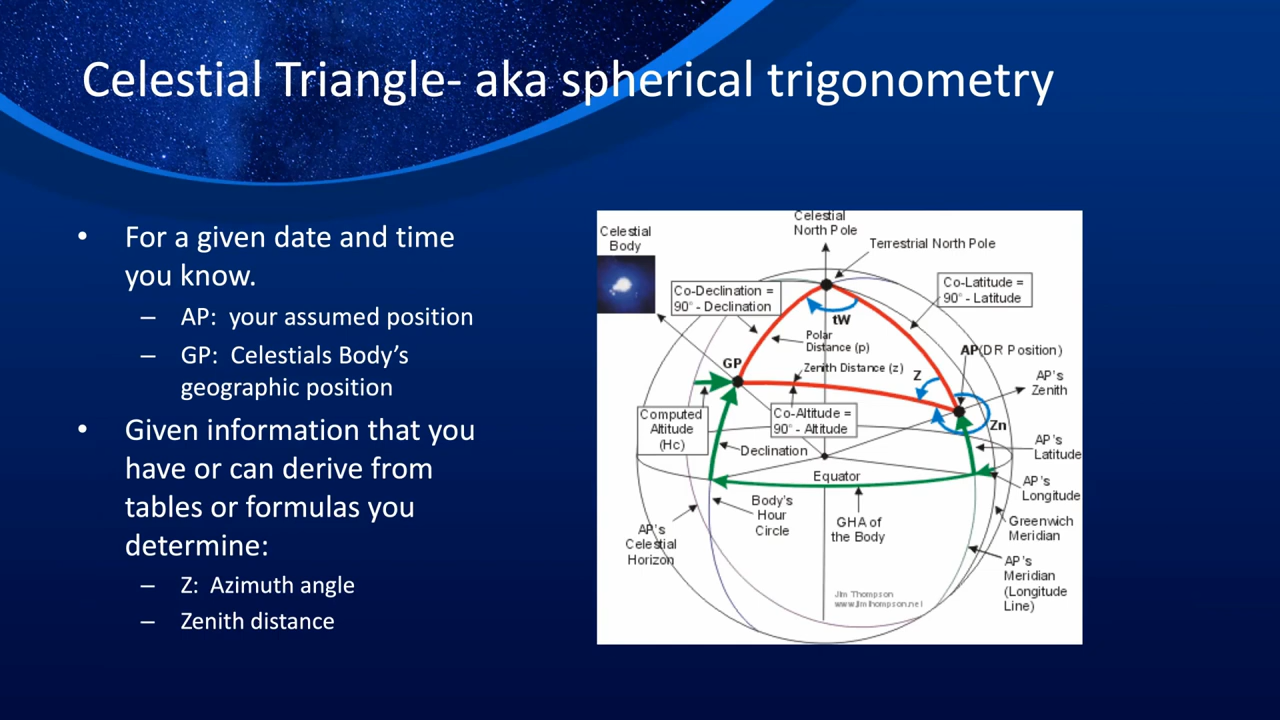 Celestial Triangle- aka spherical trigonometry
• For a given date and time
you know.
– AP: your assumed position
– GP: Celestials Body’s
geographic position
• Given information that you
have or can derive from
tables or formulas you
determine:
– Z: Azimuth angle
– Zenith distance
Celestial
North Pole
Celestial
Body
Terrestrial North Pole
Co-Declination =
90° - Declination
Co-Latitude =
90° - Latitude
tW
Polar
Distance (p)
GP
Zenith Distance (z)
Z
AP(DR Position)
AP's
Zenith
Computed
Altitude
(Hc)
Co-Altitude =
90° - Altitude
Zn
Declination
AP's
Latitude
Equator
AP's
Longitude
Body's
Hour
Circle
GHA of
the Body
Greenwich
Meridian
AP's
Celestial
Horizon
AP's
Meridian
(Longitude
Line)
Jim Thompson
www.jimthompson.net